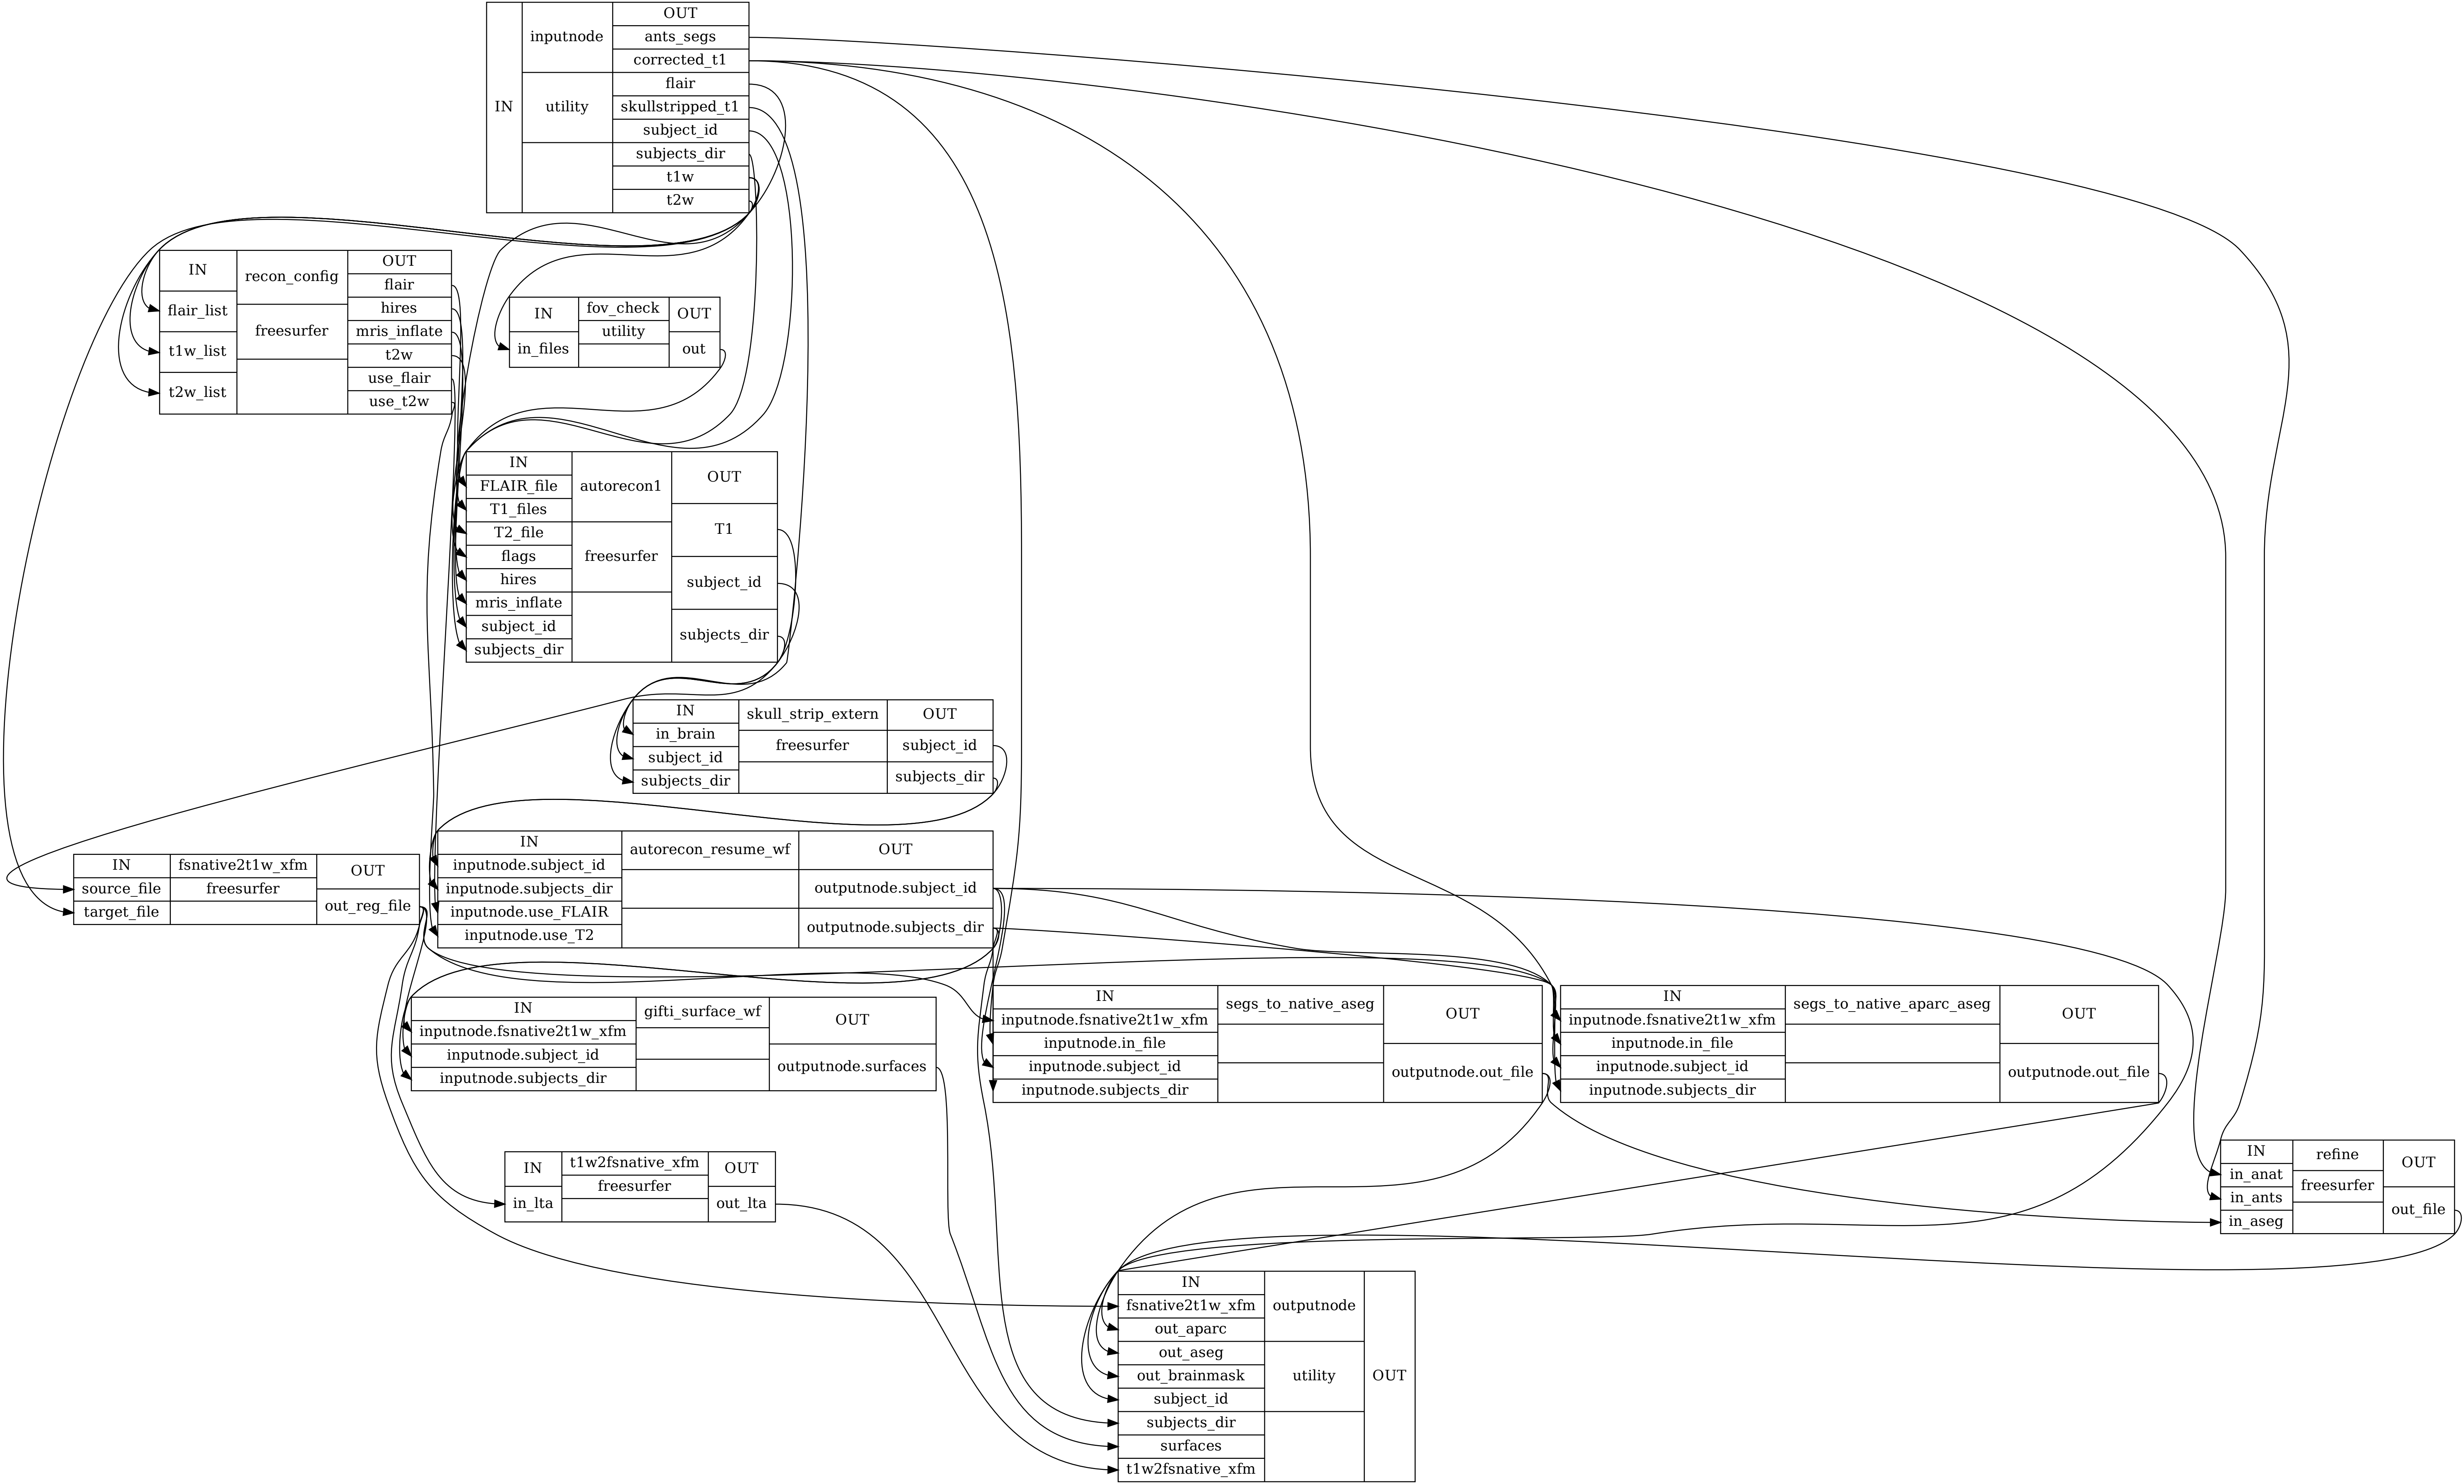 IN
inputnode
utility
OUT
ants_segs
corrected_t1
flair
skullstripped_t1
subject_id
subjects_dir
t1w
t2w
IN
flair_list
t1w_list
t2w_list
recon_config
freesurfer
OUT
flair
hires
mris_inflate
t2w
use_flair
use_t2w
IN
in_files
fov_check
utility
OUT
out
IN
FLAIR_file
T1_files
T2_file
flags
hires
mris_inflate
subject_id
subjects_dir
autorecon1
freesurfer
OUT
T1
subject_id
subjects_dir
IN
in_brain
subject_id
subjects_dir
skull_strip_extern
freesurfer
OUT
subject_id
subjects_dir
IN
source_file
target_file
fsnative2t1w_xfm
freesurfer
OUT
out_reg_file
IN
inputnode.subject_id
inputnode.subjects_dir
inputnode.use_FLAIR
inputnode.use_T2
autorecon_resume_wf
OUT
outputnode.subject_id
outputnode.subjects_dir
IN
inputnode.fsnative2t1w_xfm
inputnode.subject_id
inputnode.subjects_dir
gifti_surface_wf
OUT
outputnode.surfaces
IN
inputnode.fsnative2t1w_xfm
inputnode.in_file
inputnode.subject_id
inputnode.subjects_dir
segs_to_native_aseg
OUT
outputnode.out_file
IN
inputnode.fsnative2t1w_xfm
inputnode.in_file
inputnode.subject_id
inputnode.subjects_dir
segs_to_native_aparc_aseg
OUT
outputnode.out_file
IN
in_lta
t1w2fsnative_xfm
freesurfer
OUT
out_lta
IN
in_anat
in_ants
in_aseg
refine
freesurfer
OUT
out_file
IN
fsnative2t1w_xfm
out_aparc
out_aseg
out_brainmask
subject_id
subjects_dir
surfaces
t1w2fsnative_xfm
outputnode
utility
OUT